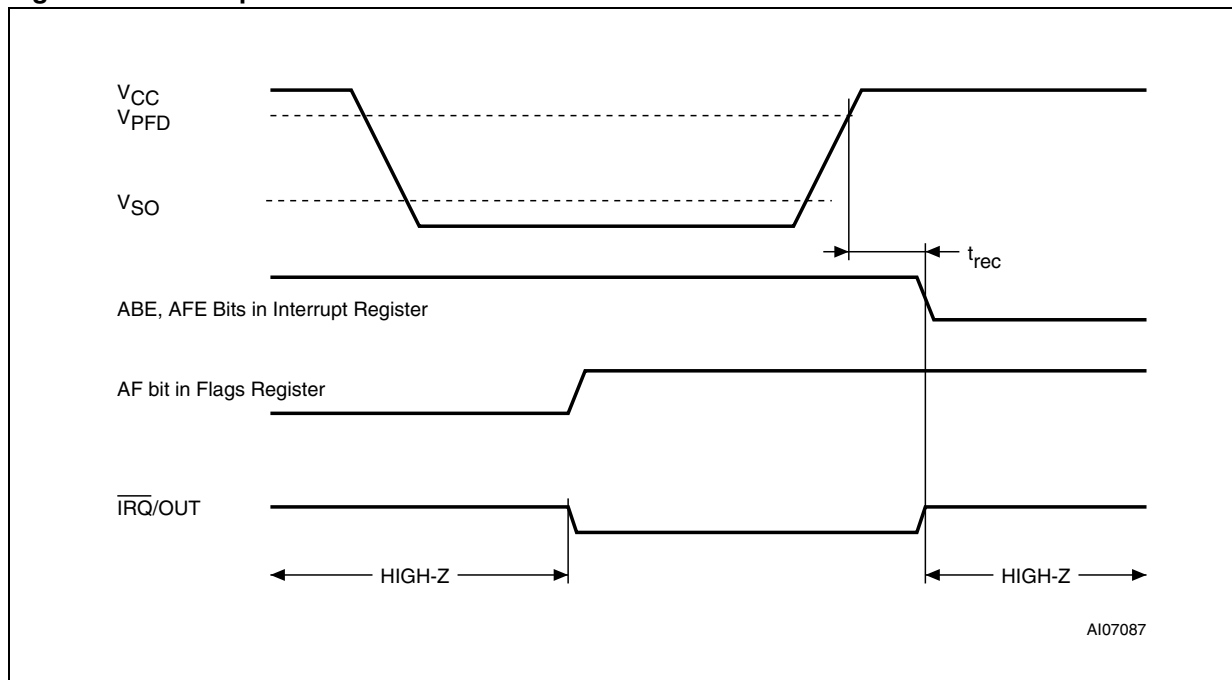 VCC
VPFD
VSO
trec
ABE, AFE Bits in Interrupt Register
AF bit in Flags Register
IRQ/OUT
HIGH-Z
HIGH-Z
AI07087